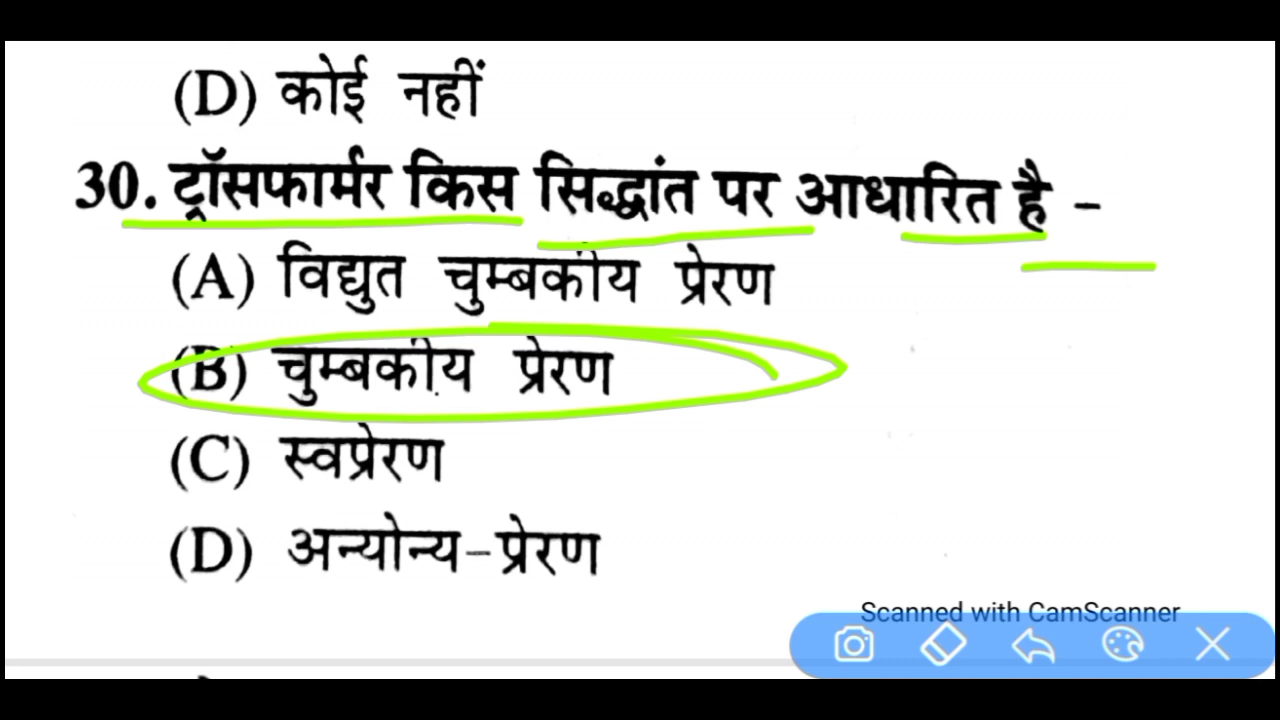 (D) कोई नहीं
30. ट्रॉसफार्मर किस सिद्धांत पर आधारित है –
(A) विद्युत चुम्बकीय प्रेरण
(B) चुम्बकीय प्रेरण
(C) स्वप्रेरण
(D) अन्योन्य–प्रेरण
Scanned with CamScanner